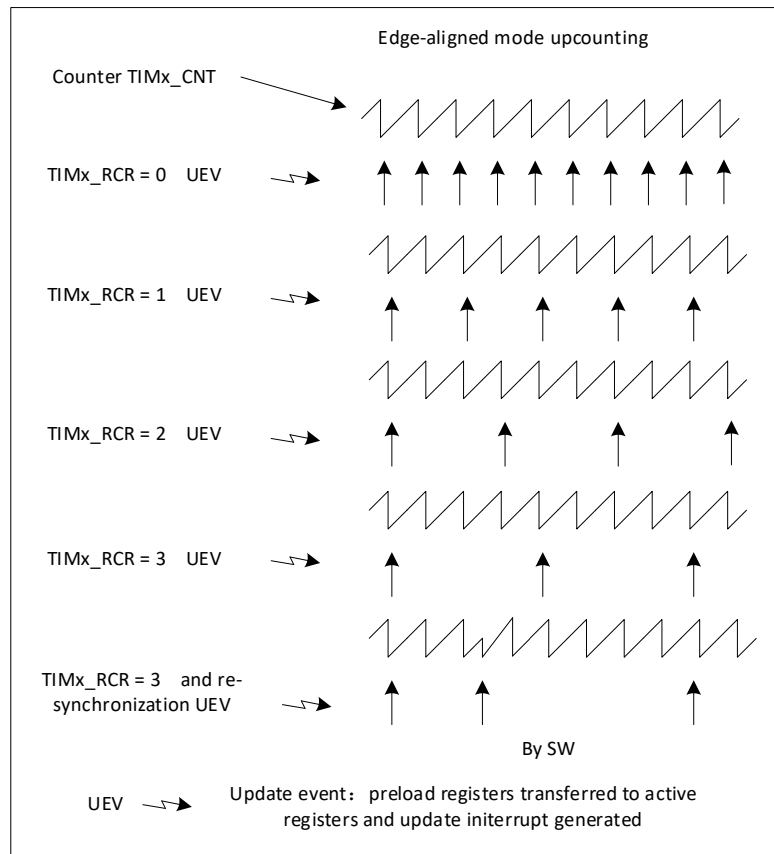 Edge-aligned mode upcounting
Counter TIMx_CNT
TIMx_RCR = 0 UEV
TIMx_RCR = 1 UEV
TIMx_RCR = 2 UEV
TIMx_RCR = 3 UEV
TIMx_RCR = 3 and re-
synchronization UEV
By SW
UEV
Update event：preload registers transferred to active
registers and update initerrupt generated